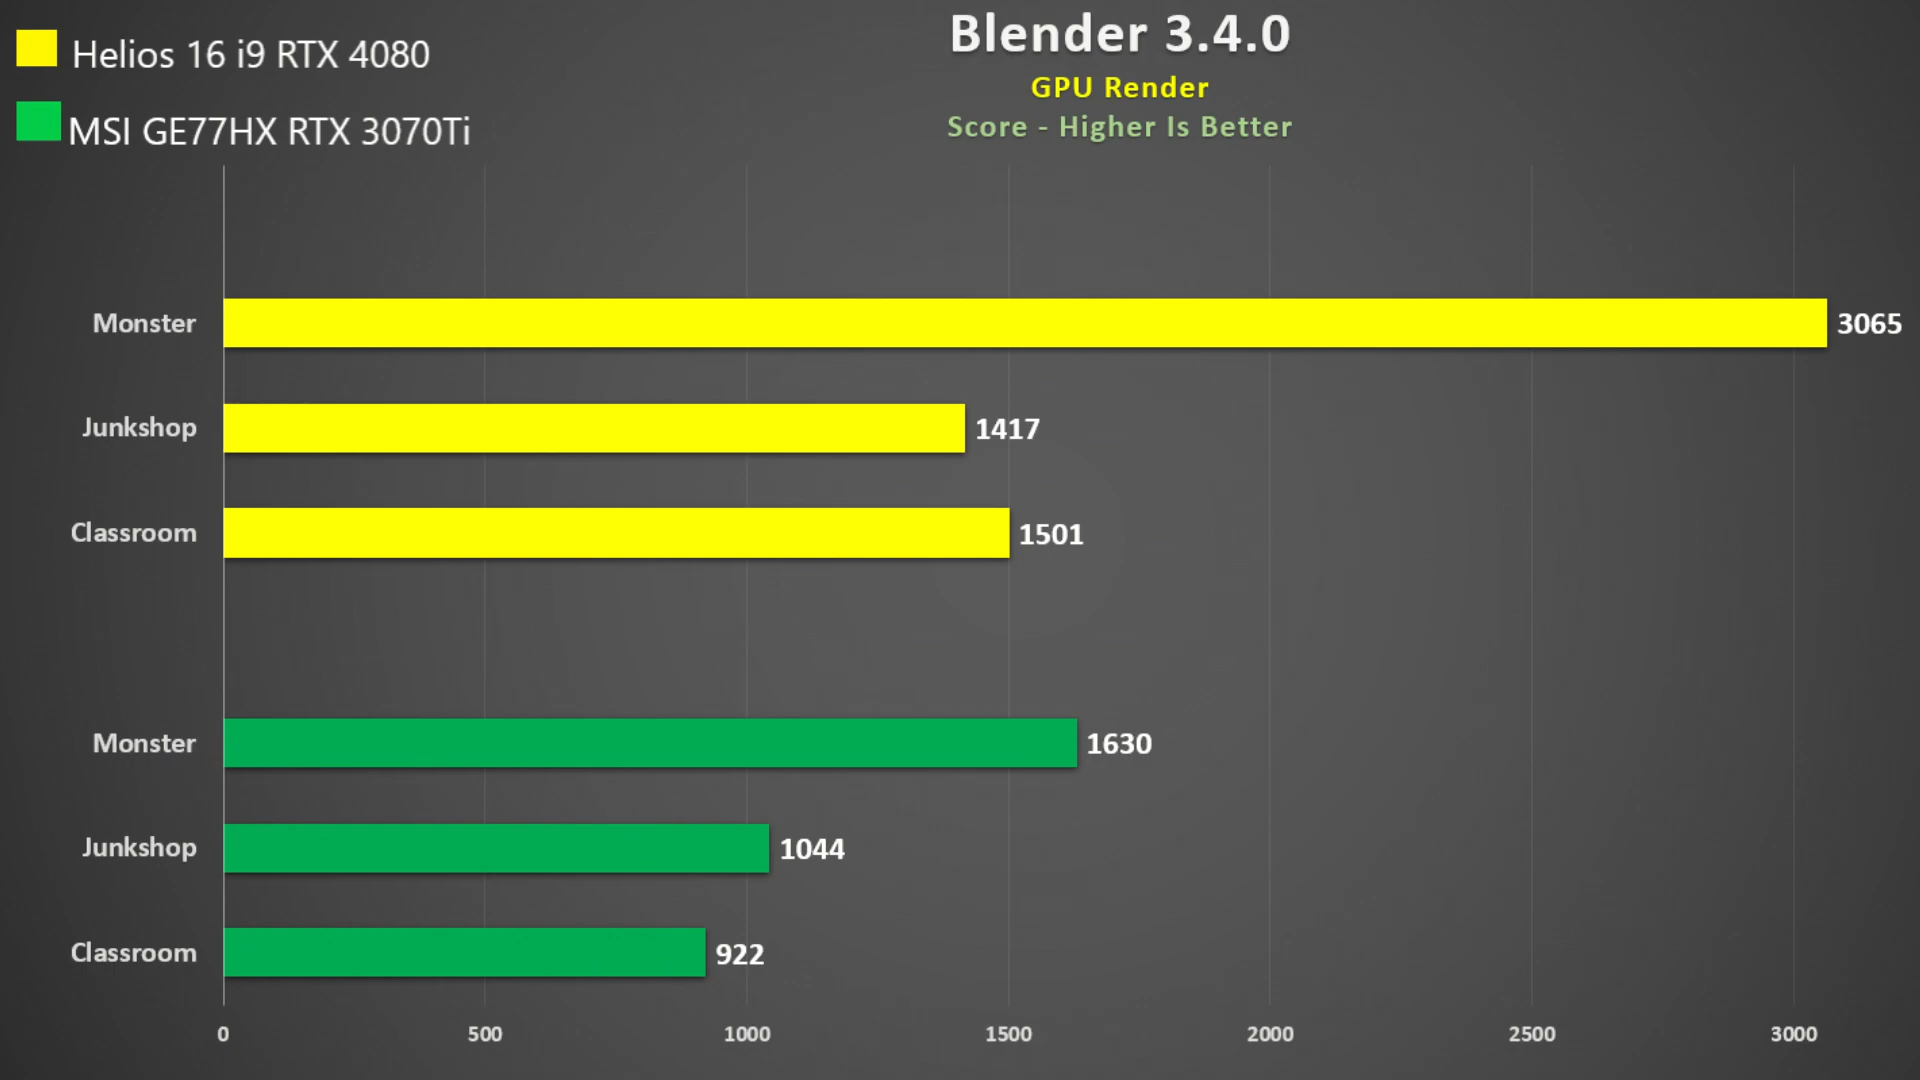 Helios 16 i9 RTX 4080
MSI GE77HX RTX 3070Ti
Blender 3.4.0
GPU Render
Score - Higher Is Better
Monster 3065
Junkshop 1417
Classroom 1501
Monster 1630
Junkshop 1044
Classroom 922
0 500 1000 1500 2000 2500 3000